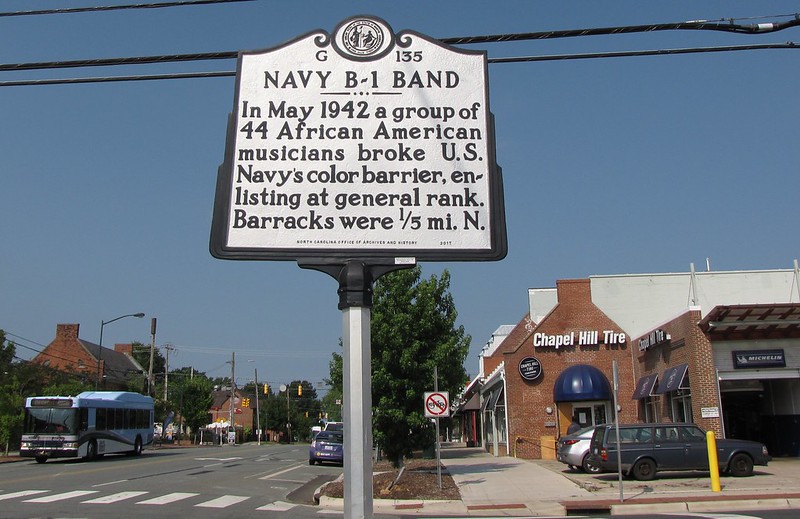 G 135
NAVY B-1 BAND
In May 1942 a group of
44 African American
musicians broke U.S.
Navy's color barrier, en-
listing at general rank.
Barracks were 1/5 mi. N.
NORTH CAROLINA OFFICE OF ARCHIVES AND HISTORY 2017
Chapel Hill Tire
Chapel Hill Tire
MICHELIN